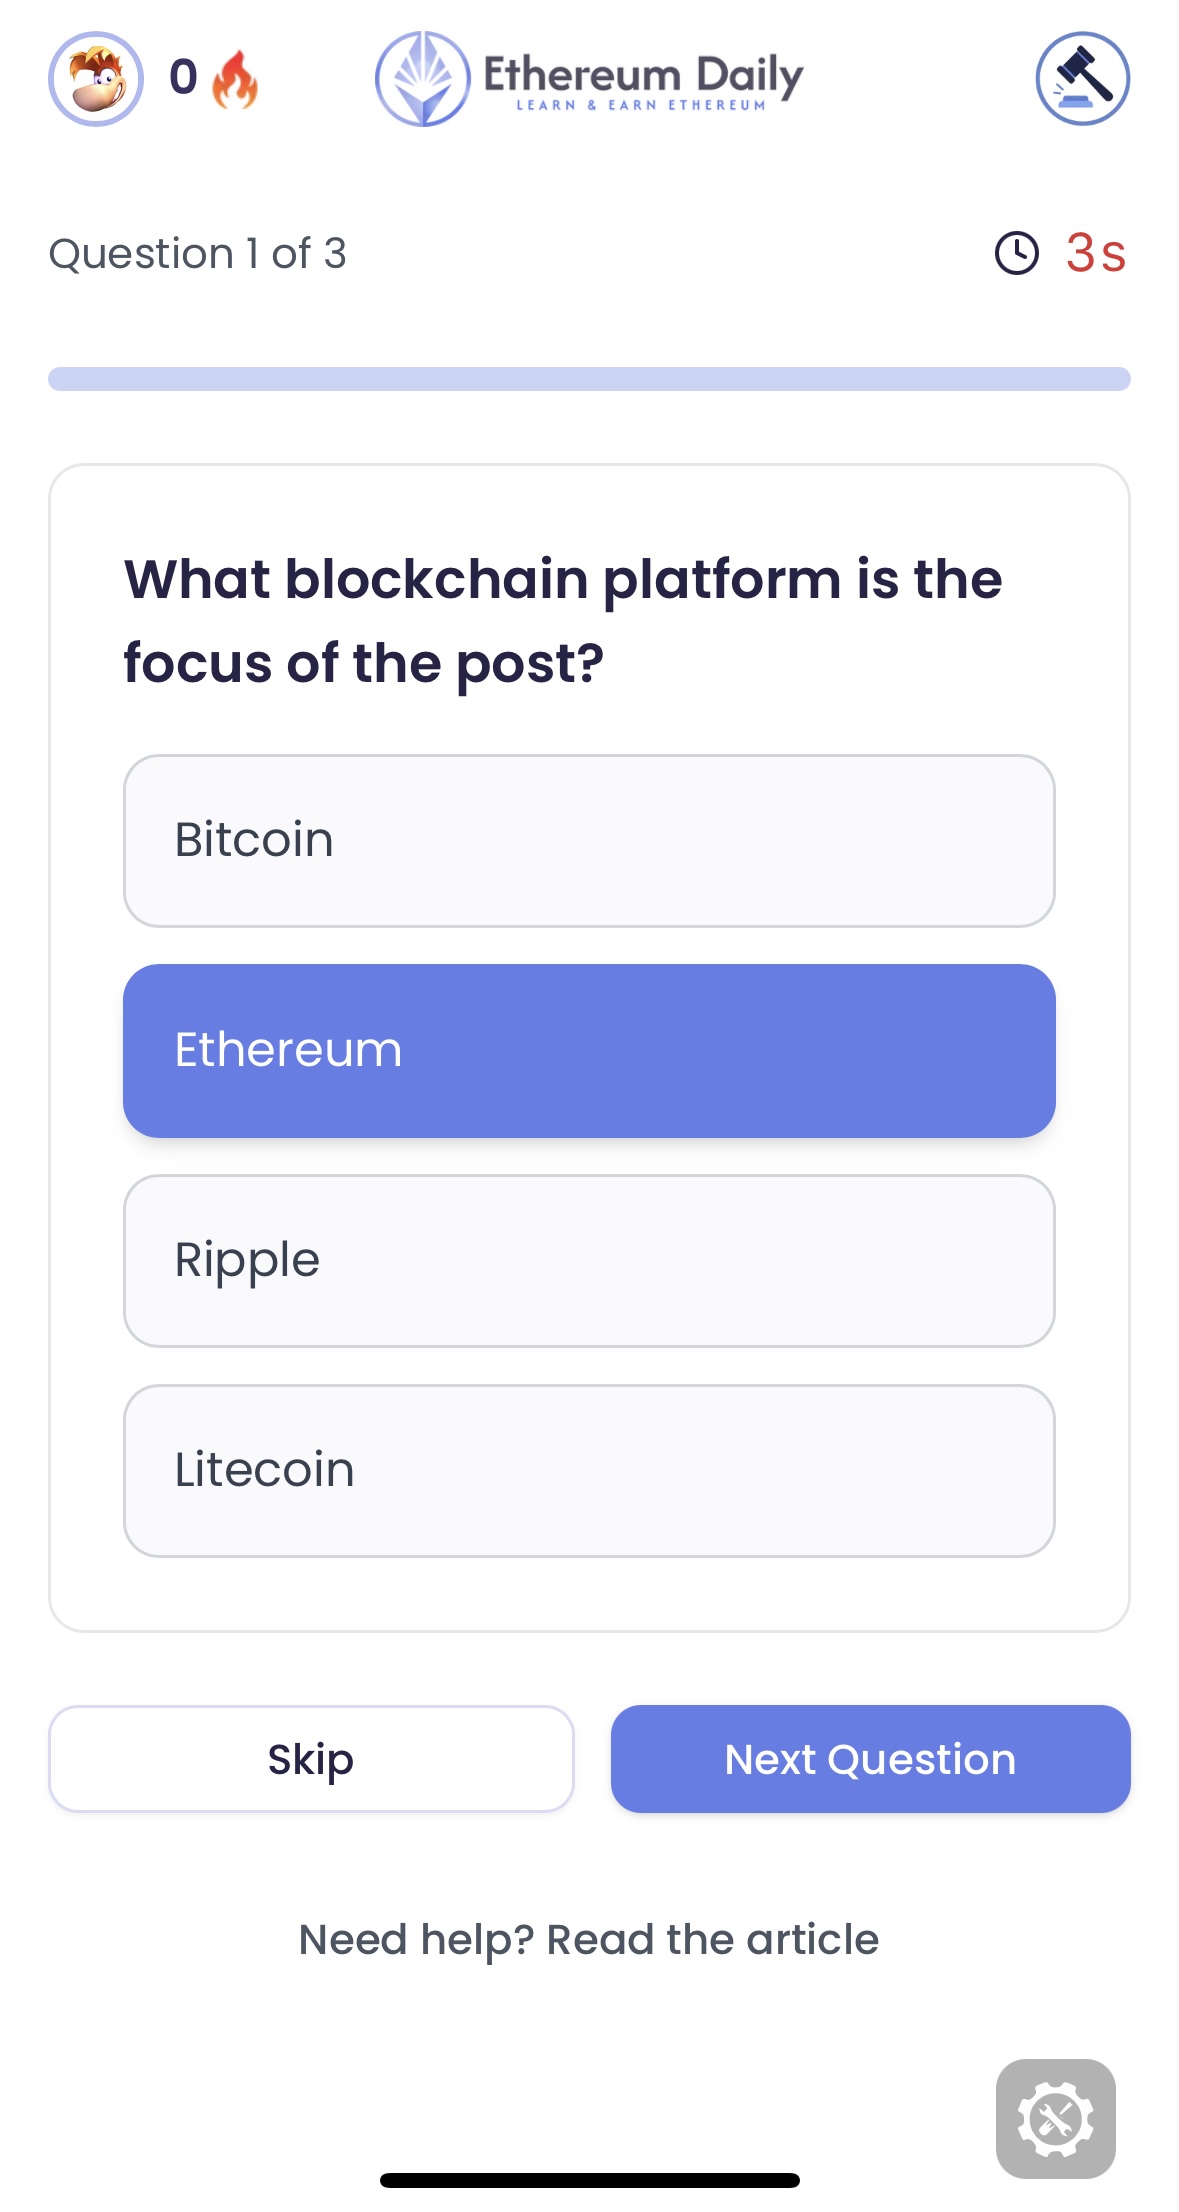 0
Ethereum Daily
LEARN & EARN ETHEREUM
Question 1 of 3
3s
What blockchain platform is the
focus of the post?
Bitcoin
Ethereum
Ripple
Litecoin
Skip
Next Question
Need help? Read the article